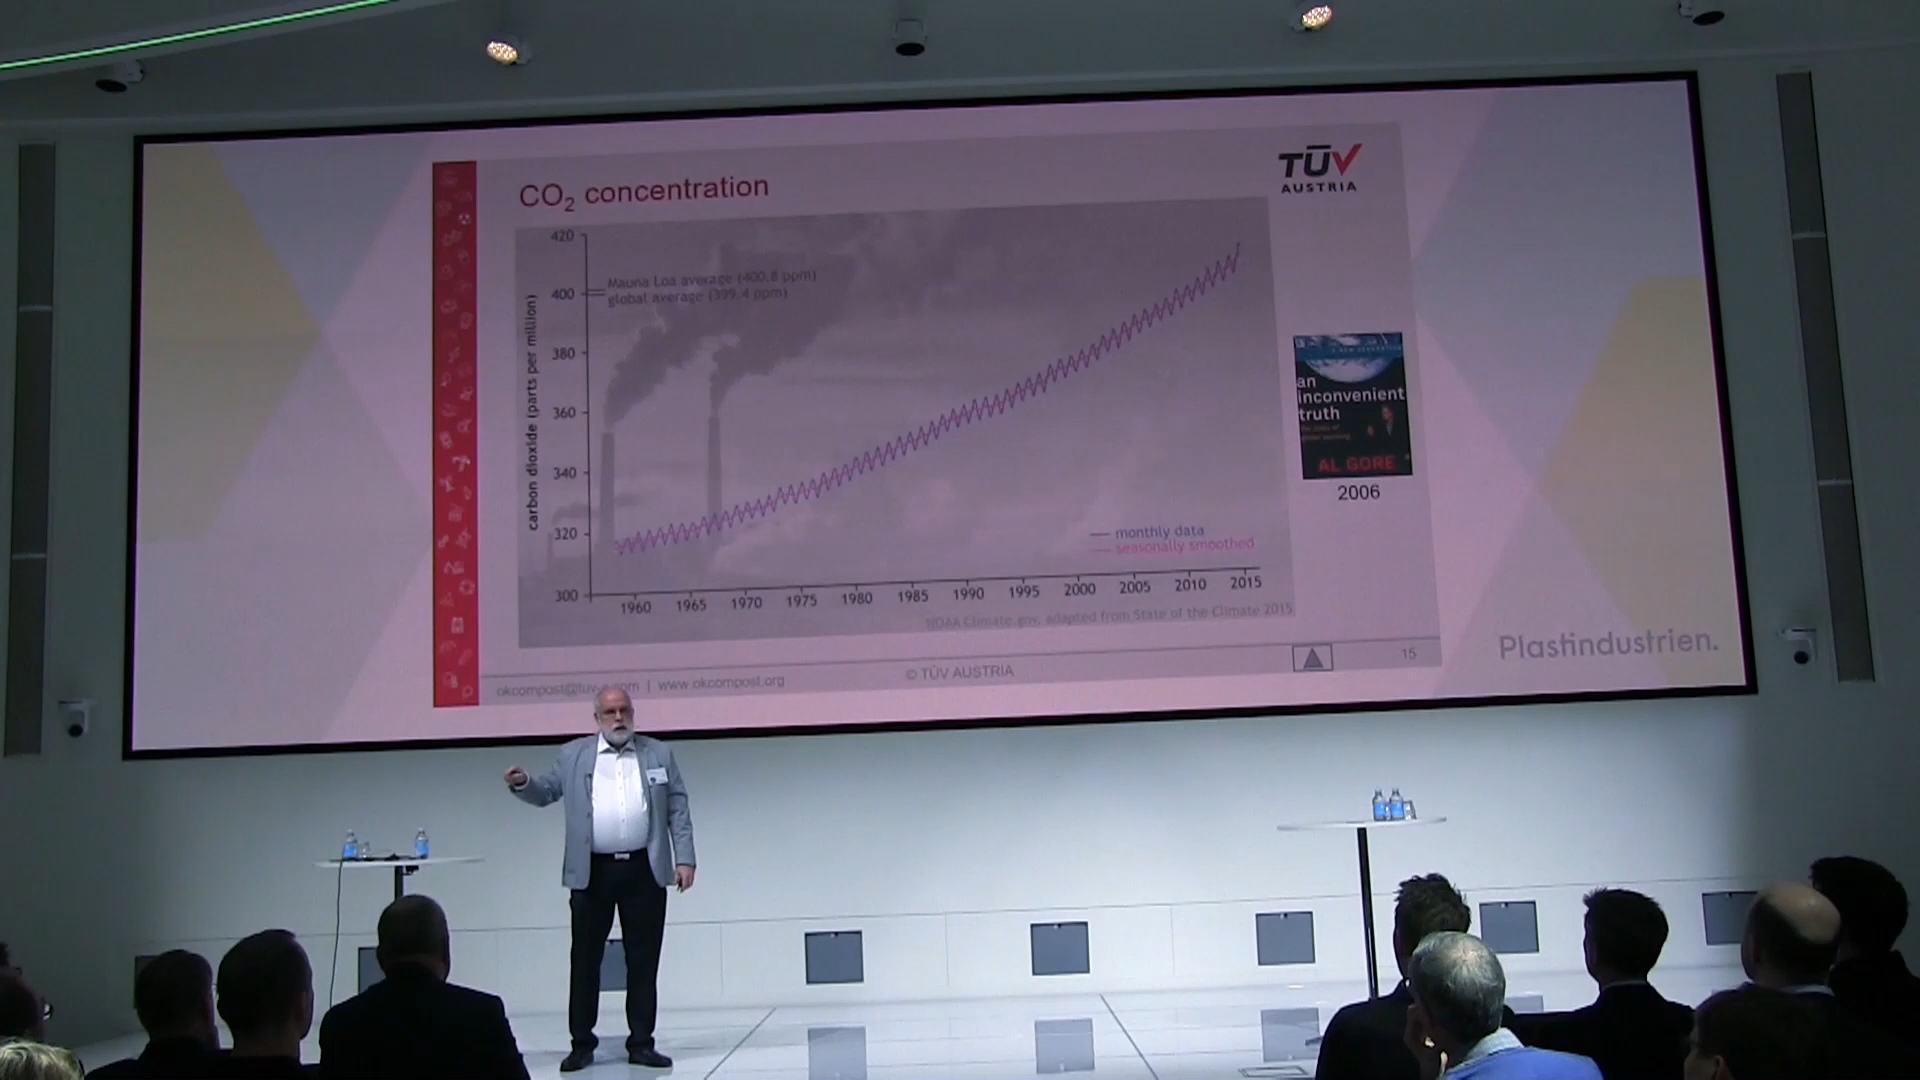 CO2 concentration
TÜV
AUSTRIA
420
400
380
360
340
320
300
carbon dioxide (parts per million)
Mauna Loa average (400.8 ppm)
global average (399.4 ppm)
monthly data
seasonally smoothed
1960 1965 1970 1975 1980 1985 1990 1995 2000 2005 2010 2015
NOAA Climate.gov, adapted from State of the Climate 2015
an
inconvenient
truth
AL GORE
2006
okcompost@tuv-a.com | www.okcompost.org
© TÜV AUSTRIA
15
Plastindustrien.